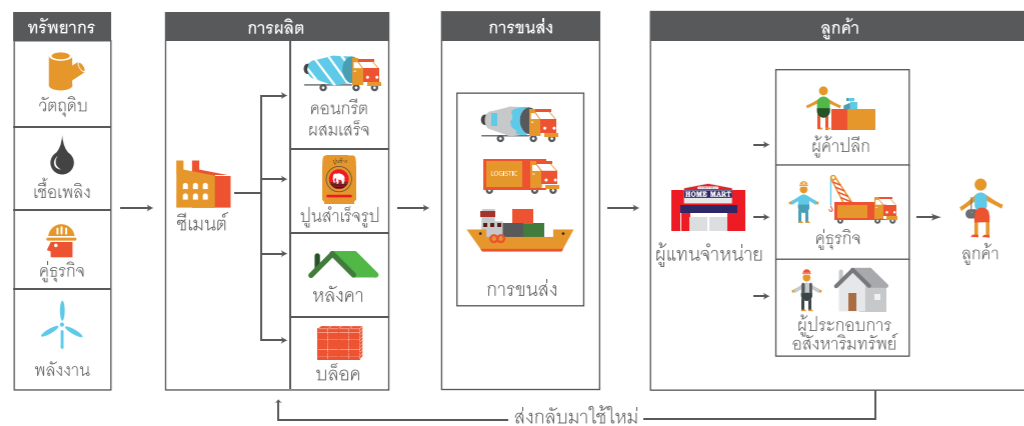 ทรัพยากร
วัตถุดิบ
เชื้อเพลิง
คู่ธุรกิจ
พลังงาน
การผลิต
ซีเมนต์
คอนกรีต
ผสมเสร็จ
ปูนสำเร็จรูป
หลังคา
บล็อค
การขนส่ง
LOGISTIC
การขนส่ง
ลูกค้า
HOME MART
ผู้แทนจำหน่าย
ผู้ค้าปลีก
คู่ธุรกิจ
ผู้ประกอบการ
อสังหาริมทรัพย์
ลูกค้า
ส่งกลับมาใช้ใหม่